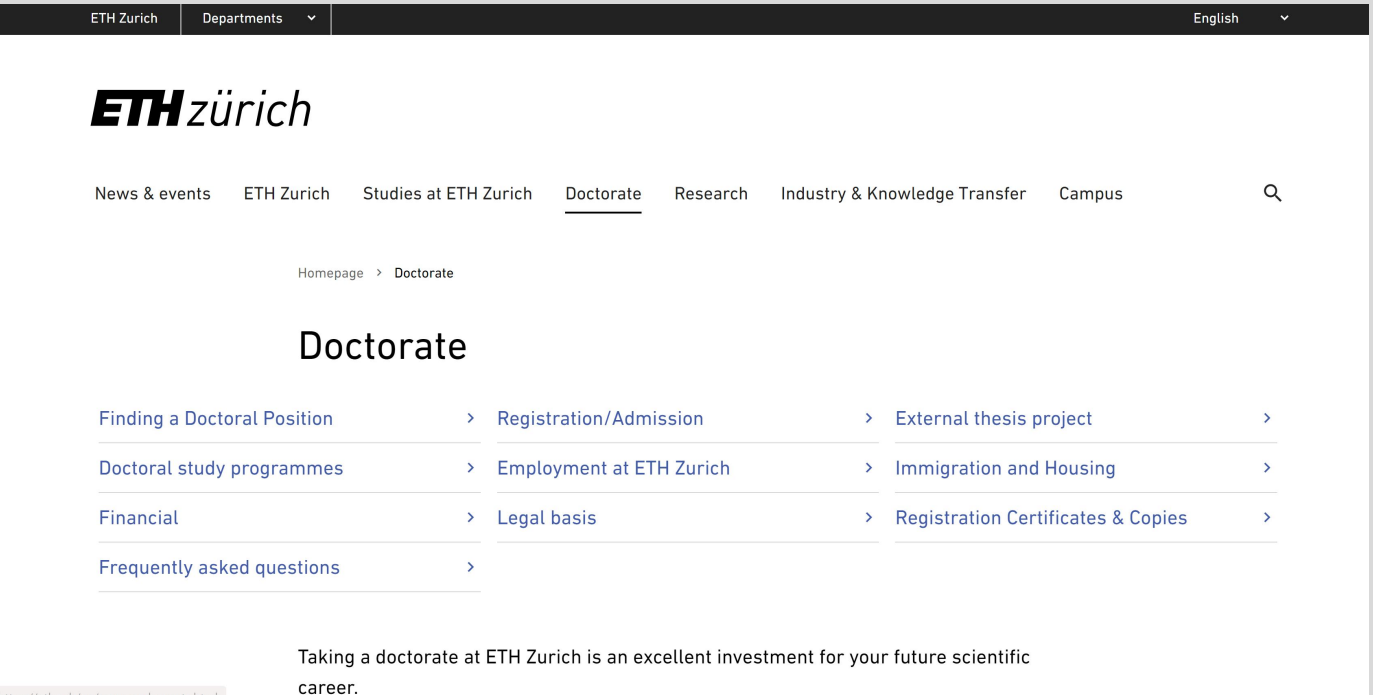 ETH Zurich Departments English
ETH zürich
News & events ETH Zurich Studies at ETH Zurich Doctorate Research Industry & Knowledge Transfer Campus
Homepage > Doctorate
Doctorate
Finding a Doctoral Position > Registration/Admission > External thesis project >
Doctoral study programmes > Employment at ETH Zurich > Immigration and Housing >
Financial > Legal basis > Registration Certificates & Copies >
Frequently asked questions >
Taking a doctorate at ETH Zurich is an excellent investment for your future scientific
career.